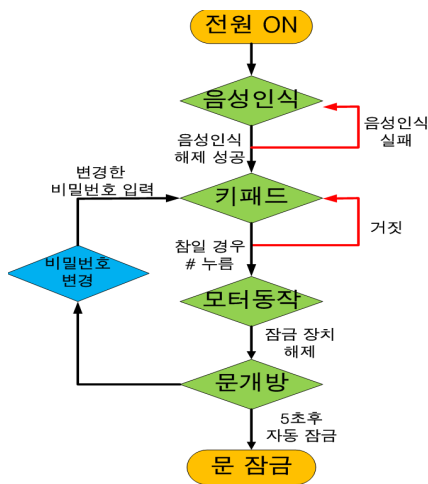 전원 ON
음성인식
음성인식
해제 성공
음성인식
실패
변경한
비밀번호 입력
키패드
거짓
참일 경우
# 누름
비밀번호
변경
모터동작
잠금 장치
해제
문개방
5초후
자동 잠금
문 잠금